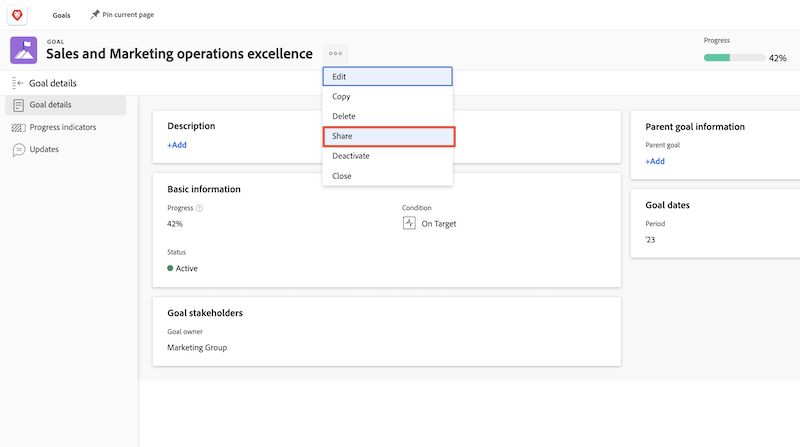 Goals
Pin current page
GOAL
Sales and Marketing operations excellence
Progress
42%
Goal details
Goal details
Progress indicators
Updates
Edit
Copy
Delete
Share
Deactivate
Close
Description
+Add
Basic information
Progress
42%
Condition
On Target
Status
Active
Goal stakeholders
Goal owner
Marketing Group
Parent goal information
Parent goal
+Add
Goal dates
Period
'23